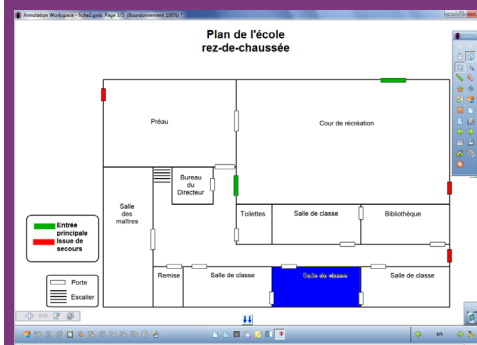 Annotation Workspace - fiche2.gwb: Page 1/5 (Bourdonnement 100%) *
Plan de l'école
rez-de-chaussée
Préau
Cour de récréation
Bureau
du
Directeur
Salle
des
maîtres
Toilettes
Salle de classe
Bibliothèque
Entrée
principale
Issue de
secours
Remise
Salle de classe
Salle de classe
Salle de classe
Porte
Escalier
1/5